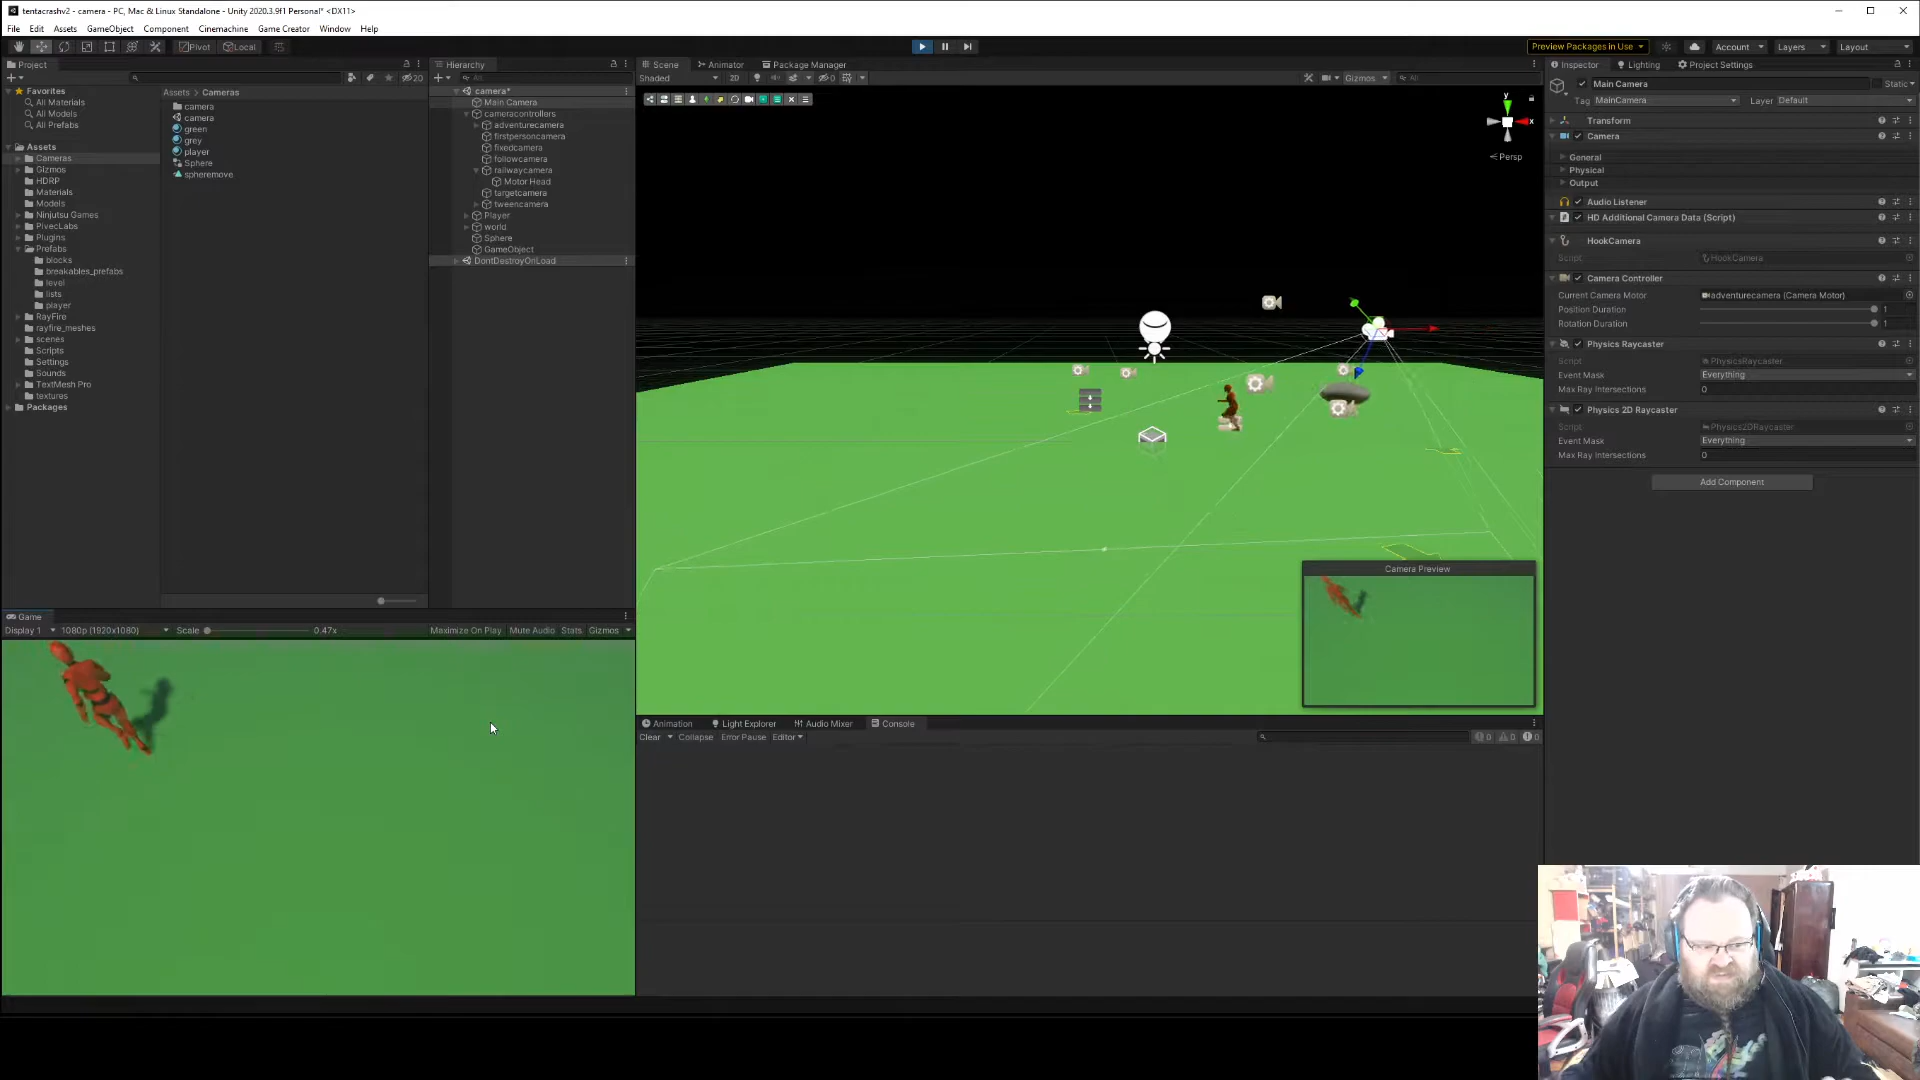 tentacrashv2 - camera - PC, Mac & Linux Standalone - Unity 2020.3.9f1 Personal* <DX11>
File Edit Assets GameObject Component Cinemachine Game Creator Window Help
Pivot Local
Preview Packages in Use
Account
Layers
Layout
Project
20
Favorites
All Materials
All Models
All Prefabs
Assets
Cameras
Gizmos
HDRP
Materials
Models
Ninjutsu Games
PivecLabs
Plugins
Prefabs
blocks
breakables_prefabs
level
lists
player
RayFire
rayfire_meshes
scenes
Scripts
Settings
Sounds
TextMesh Pro
textures
Packages
Assets > Cameras
camera
camera
green
grey
player
Sphere
spheremove
Hierarchy
All
camera*
Main Camera
cameracontrollers
adventurecamera
firstpersoncamera
fixedcamera
followcamera
railwaycamera
Motor Head
targetcamera
tweencamera
Player
world
Sphere
GameObject
DontDestroyOnLoad
Scene Animator Package Manager
Shaded 2D 0 Gizmos All
y
x
Persp
Camera Preview
Inspector Lighting Project Settings
Main Camera Static
Tag MainCamera Layer Default
Transform
Camera
General
Physical
Output
Audio Listener
HD Additional Camera Data (Script)
HookCamera
Script HookCamera
Camera Controller
Current Camera Motor adventurecamera (Camera Motor)
Position Duration 1
Rotation Duration 1
Physics Raycaster
Script PhysicsRaycaster
Event Mask Everything
Max Ray Intersections 0
Physics 2D Raycaster
Script Physics2DRaycaster
Event Mask Everything
Max Ray Intersections 0
Add Component
Game
Display 1 1080p (1920x1080) Scale 0.47x Maximize On Play Mute Audio Stats Gizmos
Animation Light Explorer Audio Mixer Console
Clear Collapse Error Pause Editor 0 0 0